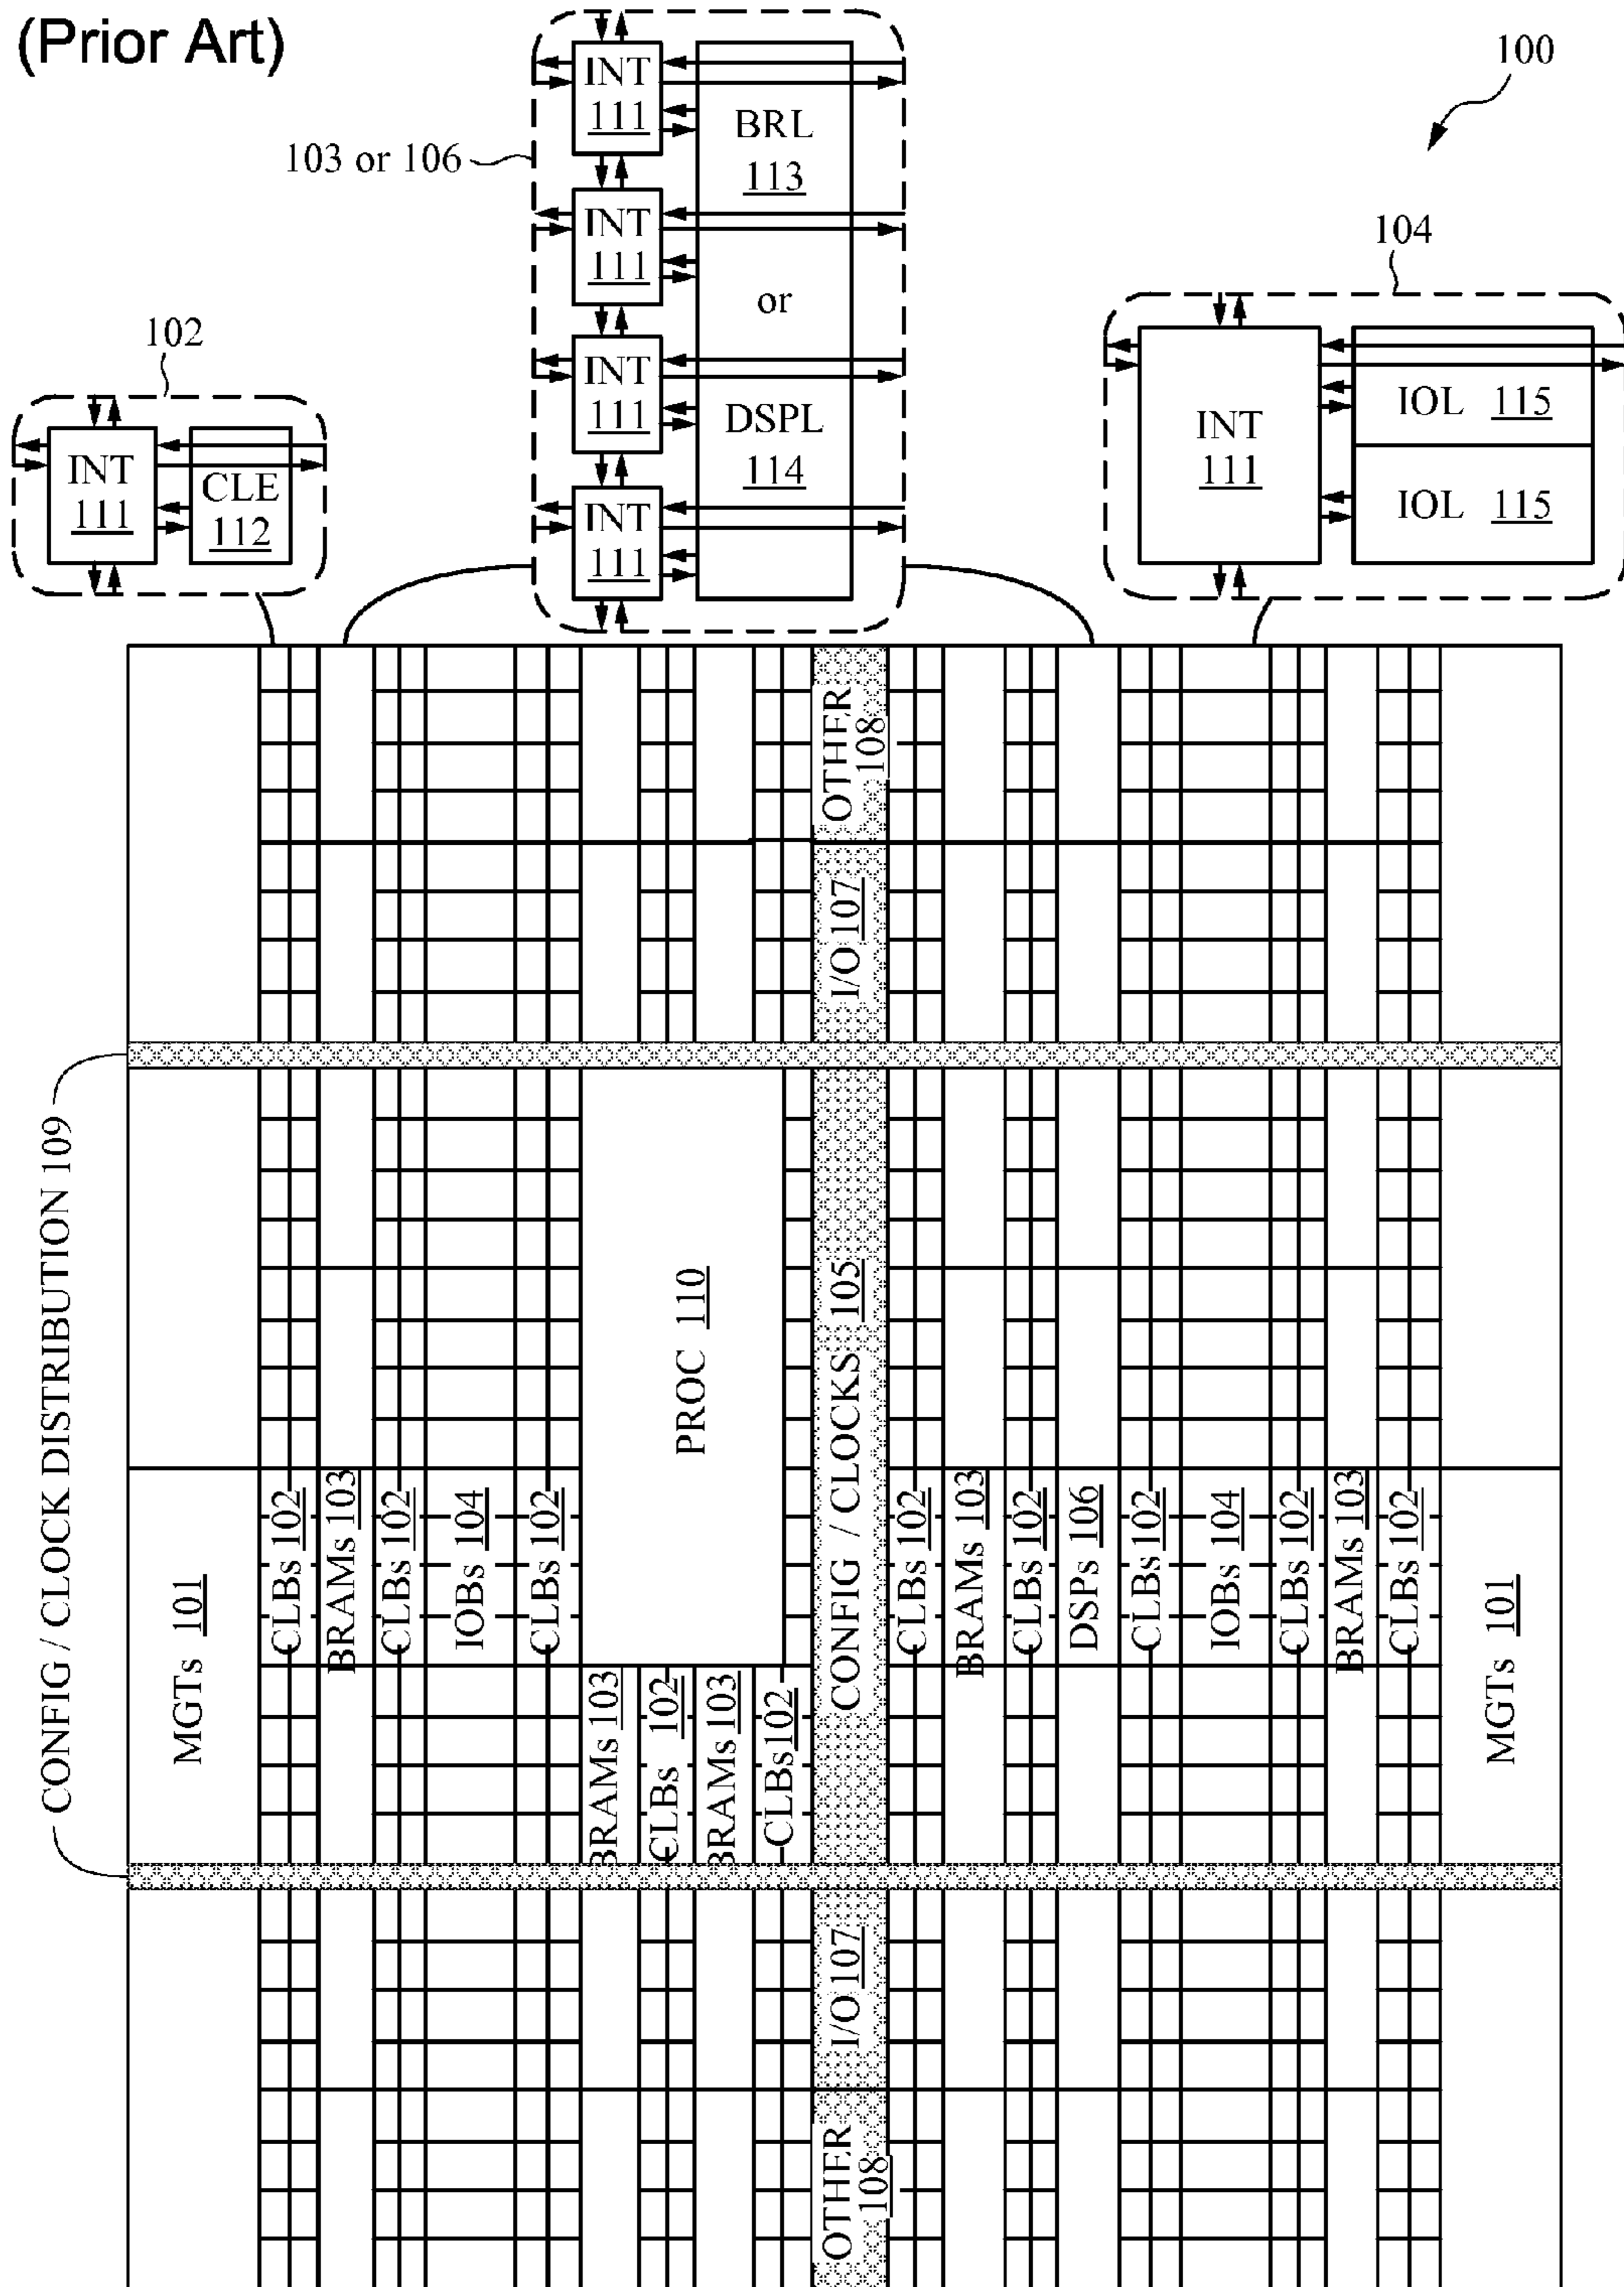 (Prior Art)
100
103 or 106
INT
111
INT
111
INT
111
INT
111
BRL
113
or
DSPL
114
104
INT
111
IOL 115
IOL 115
102
INT
111
CLE
112
OTHER
108
I/O 107
CONFIG / CLOCK DISTRIBUTION 109
PROC 110
CONFIG / CLOCKS 105
MGTs 101
CLBs 102
BRAMs 103
CLBs 102
IOBs 104
CLBs 102
BRAMs 103
CLBs 102
BRAMs 103
CLBs 102
CLBs 102
BRAMs 103
CLBs 102
DSPs 106
CLBs 102
IOBs 104
CLBs 102
BRAMs 103
CLBs 102
MGTs 101
I/O 107
OTHER
108